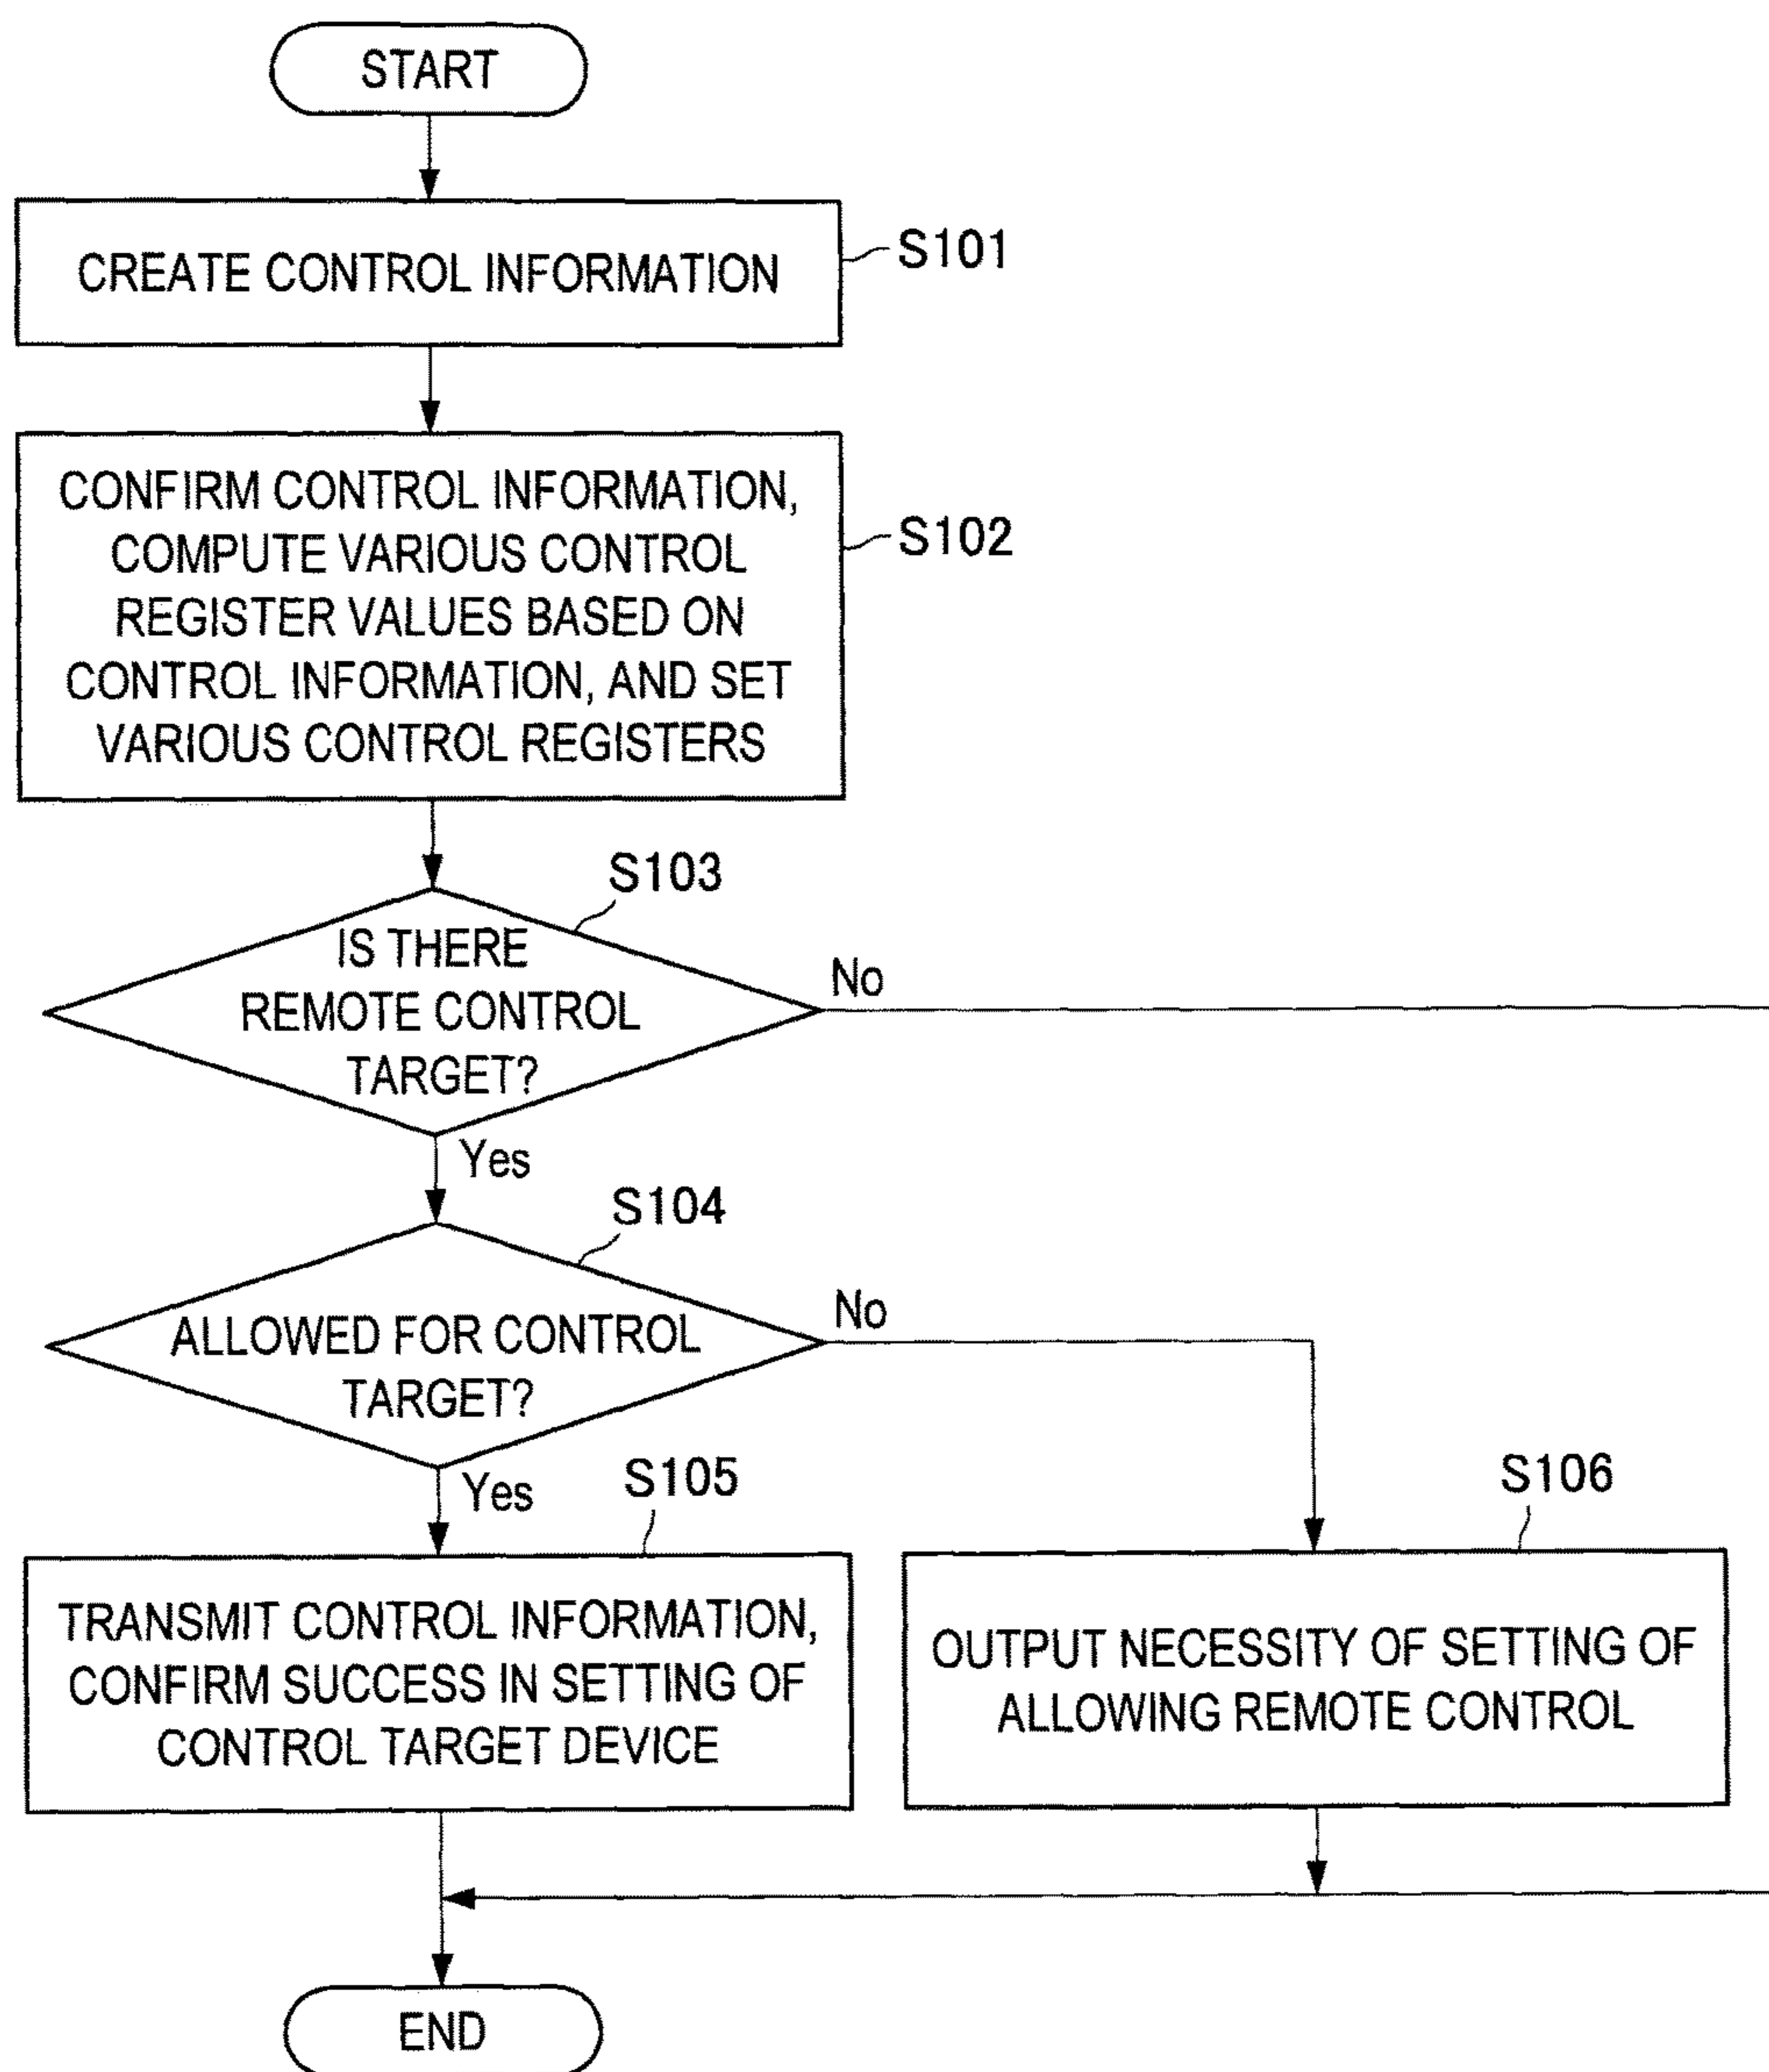 START
CREATE CONTROL INFORMATION
S101
CONFIRM CONTROL INFORMATION,
COMPUTE VARIOUS CONTROL
REGISTER VALUES BASED ON
CONTROL INFORMATION, AND SET
VARIOUS CONTROL REGISTERS
S102
S103
IS THERE
REMOTE CONTROL
TARGET?
No
Yes
S104
ALLOWED FOR CONTROL
TARGET?
No
Yes
S105
TRANSMIT CONTROL INFORMATION,
CONFIRM SUCCESS IN SETTING OF
CONTROL TARGET DEVICE
S106
OUTPUT NECESSITY OF SETTING OF
ALLOWING REMOTE CONTROL
END